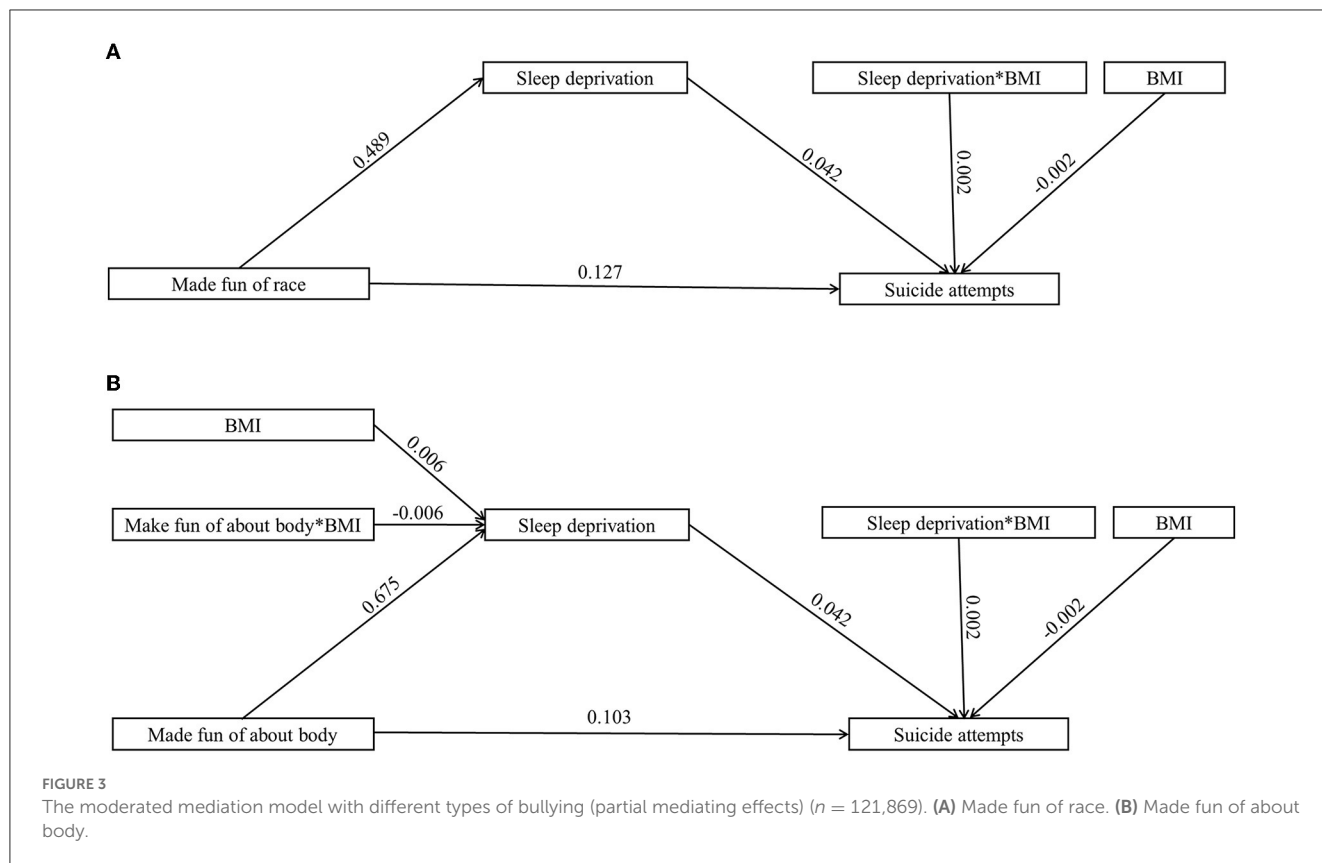 A
Sleep deprivation
Sleep deprivation*BMI
BMI
0.489
0.042
0.002
-0.002
Made fun of race
0.127
Suicide attempts
B
BMI
0.006
Make fun of about body*BMI
-0.006
Sleep deprivation
Sleep deprivation*BMI
BMI
0.675
0.042
0.002
-0.002
Made fun of about body
0.103
Suicide attempts
FIGURE 3
The moderated mediation model with different types of bullying (partial mediating effects) (n = 121,869). (A) Made fun of race. (B) Made fun of about
body.